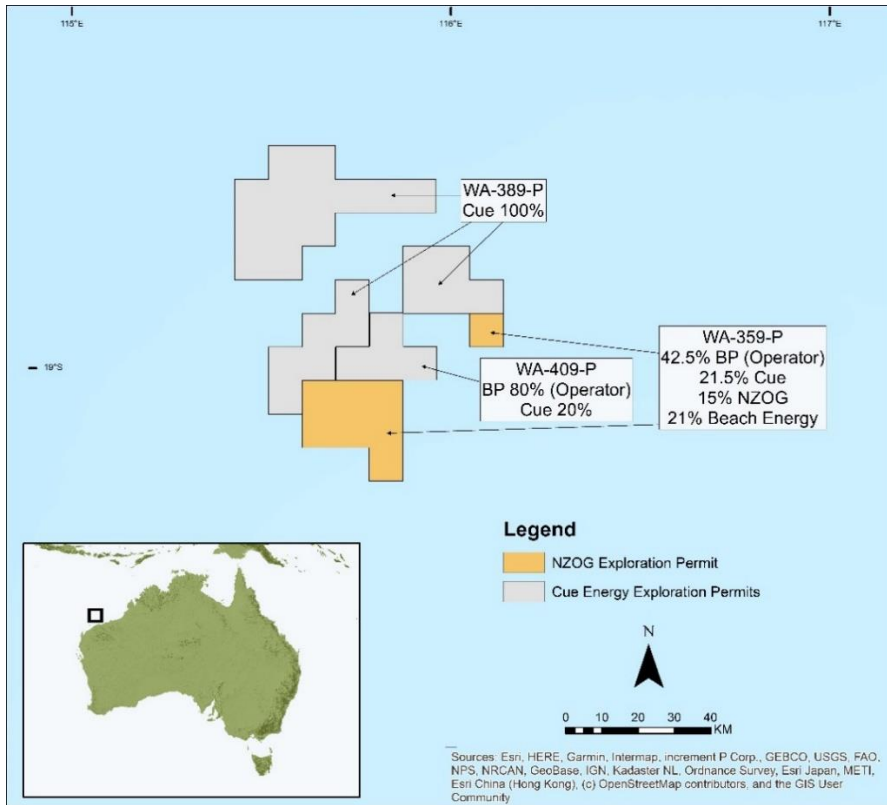 115°E
116°E
117°E
WA-389-P
Cue 100%
WA-359-P
42.5% BP (Operator)
21.5% Cue
15% NZOG
21% Beach Energy
19°S
WA-409-P
BP 80% (Operator)
Cue 20%
Legend
NZOG Exploration Permit
Cue Energy Exploration Permits
N
0 10 20 30 40
KM
Sources: Esri, HERE, Garmin, Intermap, increment P Corp., GEBCO, USGS, FAO,
NPS, NRCAN, GeoBase, IGN, Kadaster NL, Ordnance Survey, Esri Japan, METI,
Esri China (Hong Kong), (c) OpenStreetMap contributors, and the GIS User
Community